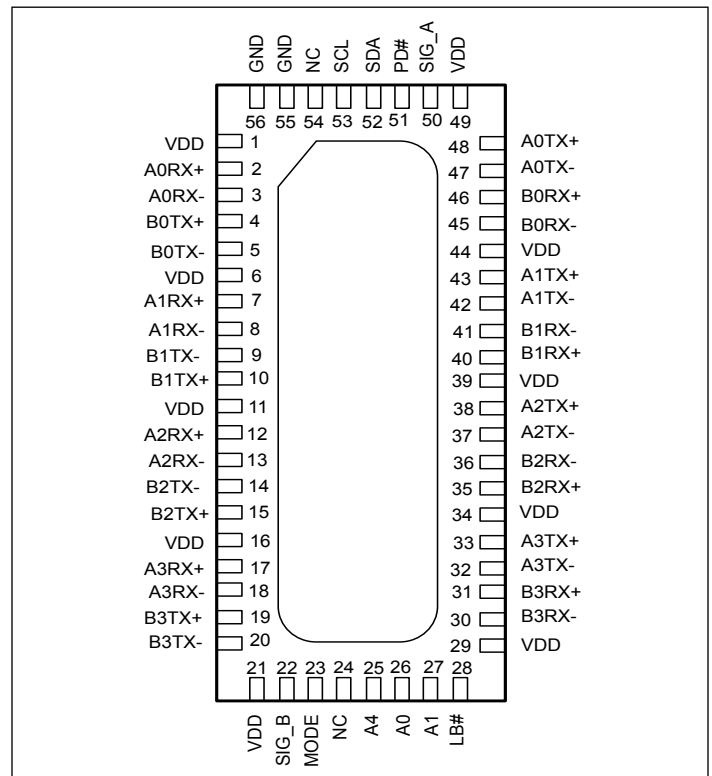 GND GND NC SCL SDA PD# SIG_A VDD
56 55 54 53 52 51 50 49
VDD 1 48 A0TX+
A0RX+ 2 47 A0TX-
A0RX- 3 46 B0RX+
B0TX+ 4 45 B0RX-
B0TX- 5 44 VDD
VDD 6 43 A1TX+
A1RX+ 7 42 A1TX-
A1RX- 8 41 B1RX-
B1TX- 9 40 B1RX+
B1TX+ 10 39 VDD
VDD 11 38 A2TX+
A2RX+ 12 37 A2TX-
A2RX- 13 36 B2RX-
B2TX- 14 35 B2RX+
B2TX+ 15 34 VDD
VDD 16 33 A3TX+
A3RX+ 17 32 A3TX-
A3RX- 18 31 B3RX+
B3TX+ 19 30 B3RX-
B3TX- 20 29 VDD
21 22 23 24 25 26 27 28
VDD SIG_B MODE NC A4 A0 A1 LB#